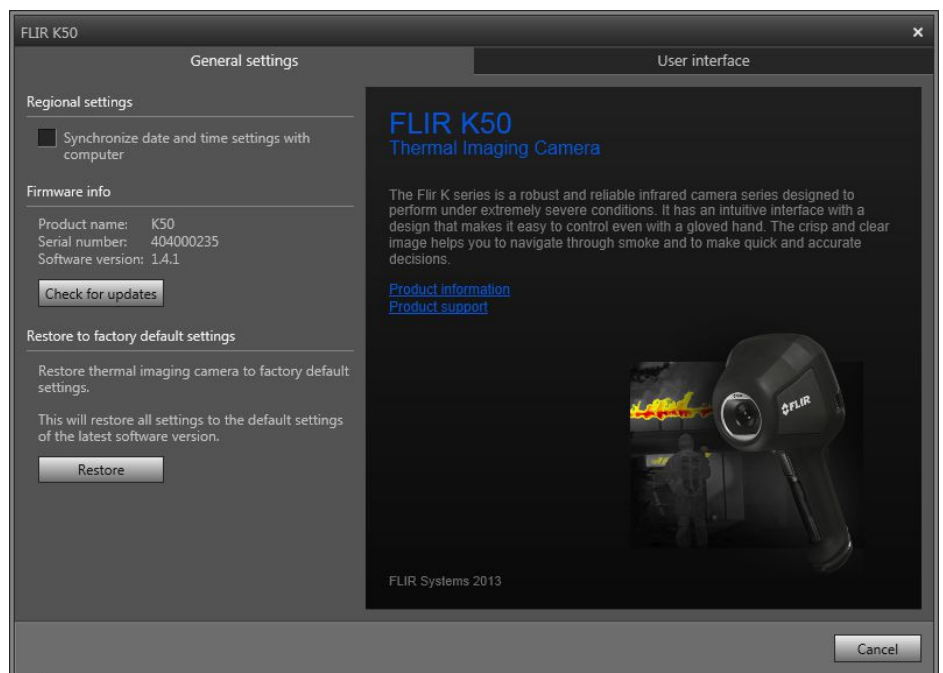 FLIR K50
General settings
User interface
Regional settings
Synchronize date and time settings with
computer
Firmware info
Product name: K50
Serial number: 404000235
Software version: 1.4.1
Check for updates
Restore to factory default settings
Restore thermal imaging camera to factory default
settings.
This will restore all settings to the default settings
of the latest software version.
Restore
FLIR K50
Thermal Imaging Camera
The Flir K series is a robust and reliable infrared camera series designed to
perform under extremely severe conditions. It has an intuitive interface with a
design that makes it easy to control even with a gloved hand. The crisp and clear
image helps you to navigate through smoke and to make quick and accurate
decisions.
Product information
Product support
FLIR
FLIR Systems 2013
Cancel